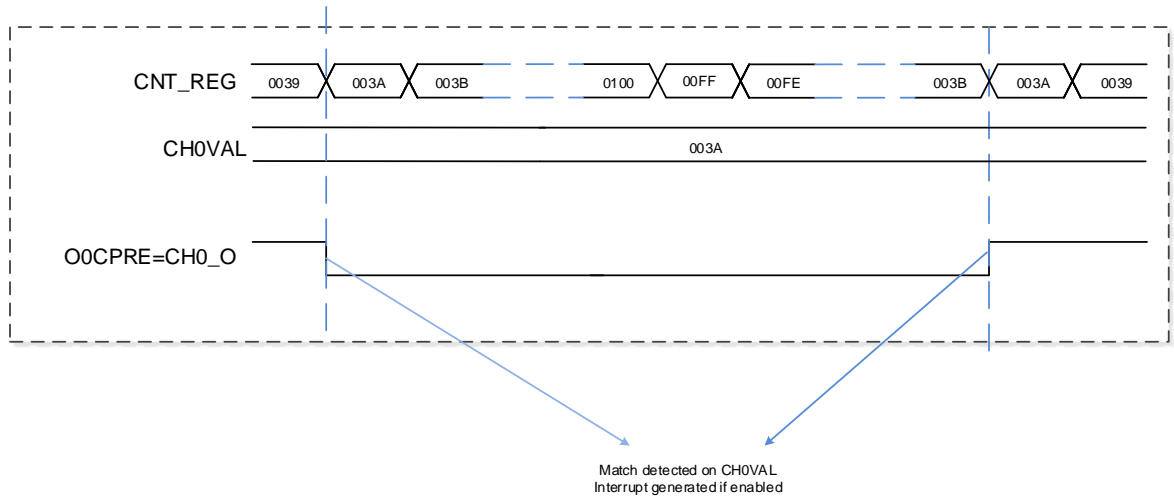 CNT_REG 0039 003A 003B 0100 00FF 00FE 003B 003A 0039
CH0VAL 003A
O0CPRE=CH0_O
Match detected on CH0VAL
Interrupt generated if enabled